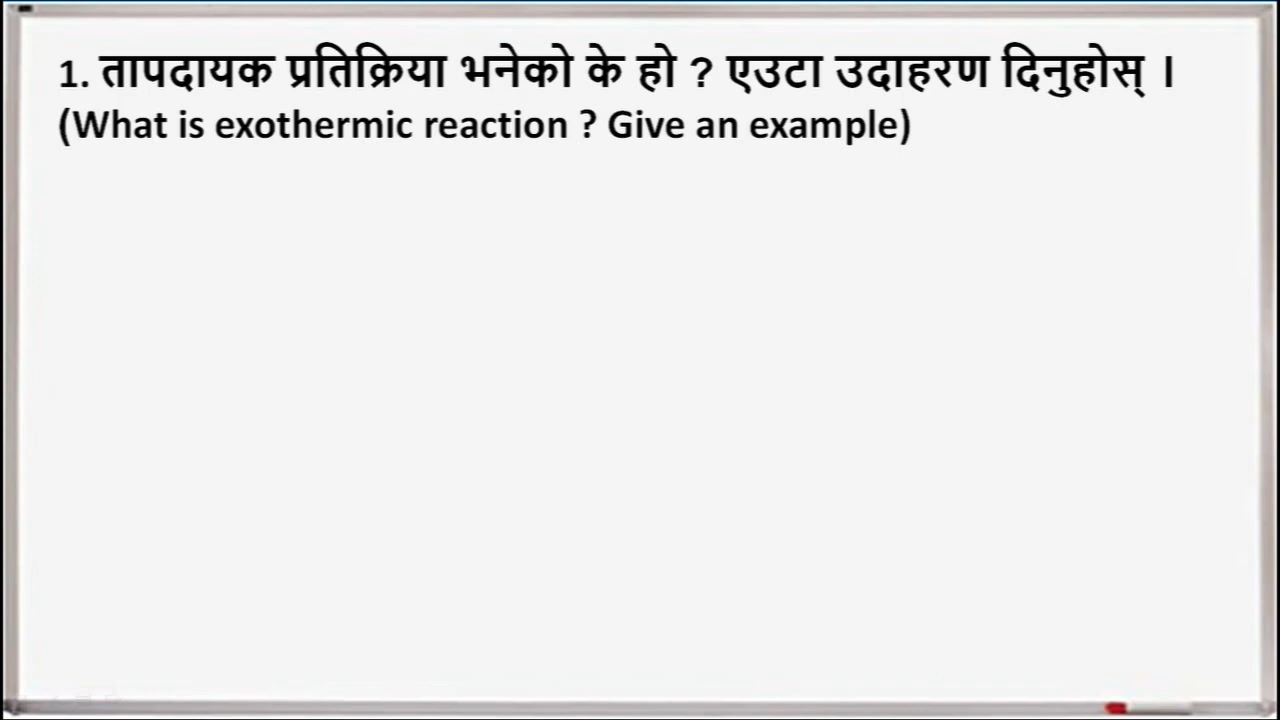 1. तापदायक प्रतिक्रिया भनेको के हो ? एउटा उदाहरण दिनुहोस् ।
(What is exothermic reaction ? Give an example)